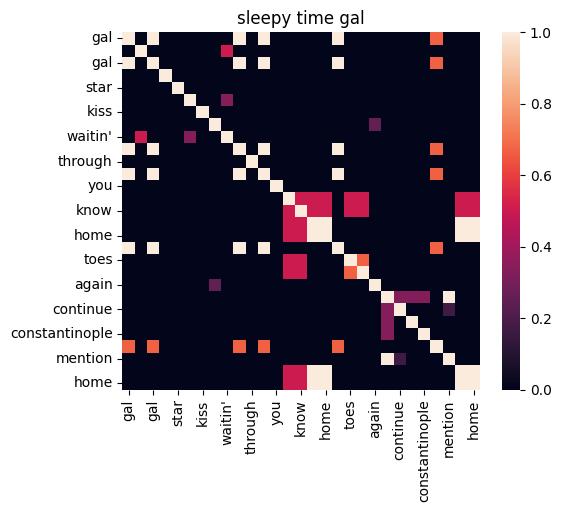 sleepy time gal
gal
gal
star
kiss
waitin'
through
you
know
home
toes
again
continue
constantinople
mention
home
1.0
0.8
0.6
0.4
0.2
0.0
gal
gal
star
kiss
waitin'
through
you
know
home
toes
again
continue
constantinople
mention
home